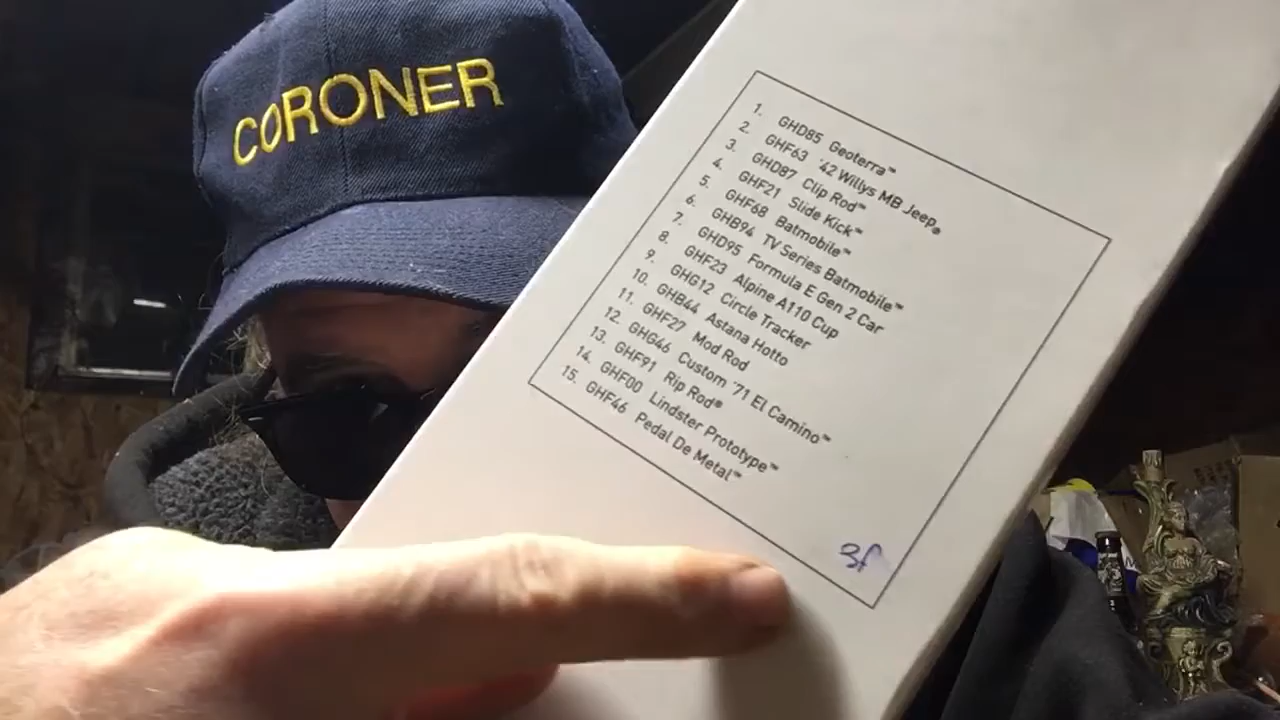 CORONER
1. GHD85 Geoterra™
2. GHF63 '42 Willys MB Jeep®
3. GHD87 Clip Rod™
4. GHF21 Slide Kick™
5. GHF68 Batmobile™
6. GHB94 TV Series Batmobile™
7. GHD95 Formula E Gen 2 Car
8. GHF23 Alpine A110 Cup
9. GHG12 Circle Tracker
10. GHB44 Astana Hotto
11. GHF27 Mod Rod
12. GHG46 Custom '71 El Camino™
13. GHF91 Rip Rod®
14. GHF00 Lindster Prototype™
15. GHF46 Pedal De Metal™
3f